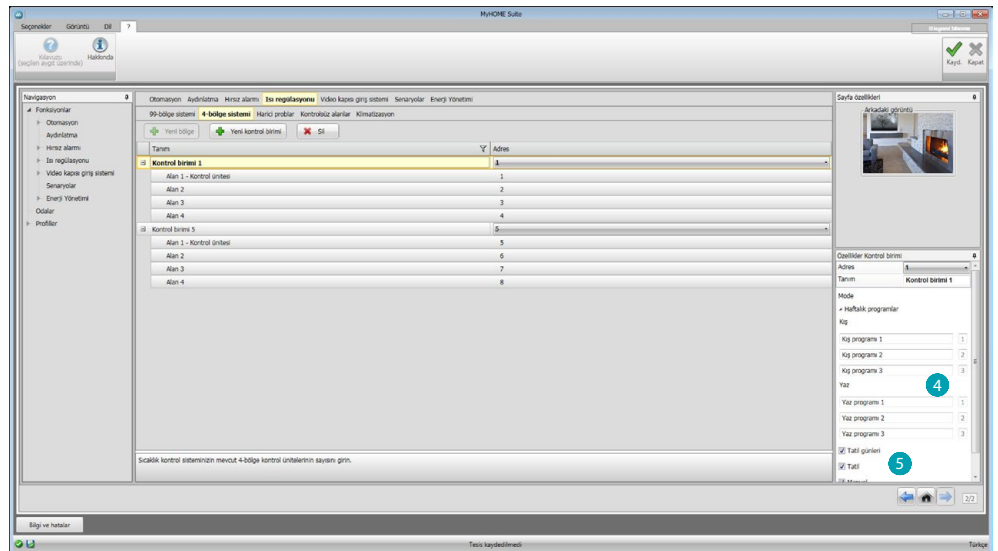 MyHOME Suite
Seçenekler Görüntü Dil ?
Kılavuzu Hakkında
(seçilen aygıt üzerinde)
Kayd. Kapat
Navigasyon
Fonksiyonlar
Otomasyon
Aydınlatma
Hırsız alarmı
Isı regülasyonu
Video kapısı giriş sistemi
Senaryolar
Enerji Yönetimi
Odalar
Profiller
Otomasyon Aydınlatma Hırsız alarmı Isı regülasyonu Video kapısı giriş sistemi Senaryolar Enerji Yönetimi
99-bölge sistemi 4-bölge sistemi Harici problar Kontrolsüz alanlar Klimatizasyon
Yeni bölge Yeni kontrol birimi Sil
Tanım Adres
Kontrol birimi 1 1
Alan 1 - Kontrol ünitesi 1
Alan 2 2
Alan 3 3
Alan 4 4
Kontrol birimi 5 5
Alan 1 - Kontrol ünitesi 5
Alan 2 6
Alan 3 7
Alan 4 8
Sıcaklık kontrol sisteminizin mevcut 4-bölge kontrol ünitelerinin sayısını girin.
Sayfa özellikleri
Arkadaki görüntü
Özellikler Kontrol birimi
Adres 1
Tanım Kontrol birimi 1
Mode
Haftalık programlar
Kış
Kış programı 1 1
Kış programı 2 2
Kış programı 3 3
Yaz
4
Yaz programı 1 1
Yaz programı 2 2
Yaz programı 3 3
Tatil günleri
Tatil
5
2/2
Bilgi ve hatalar
Tesis kaydedilmedi
Türkçe